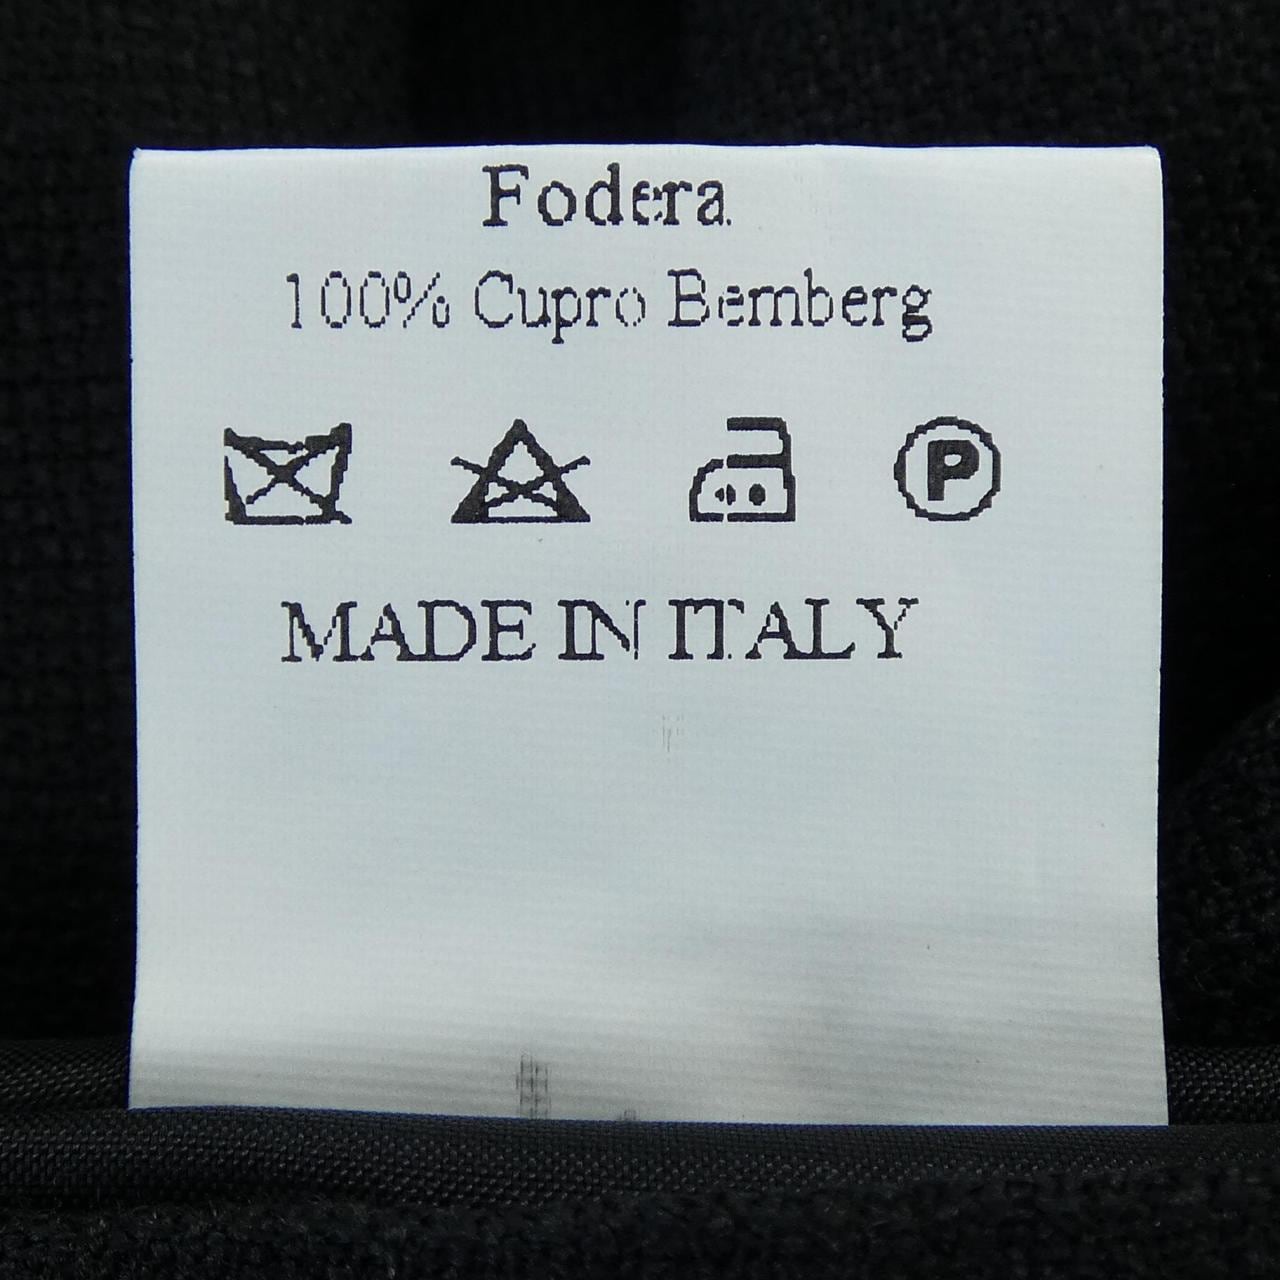 Fodera
100% Cupro Bemberg
P
MADE IN ITALY